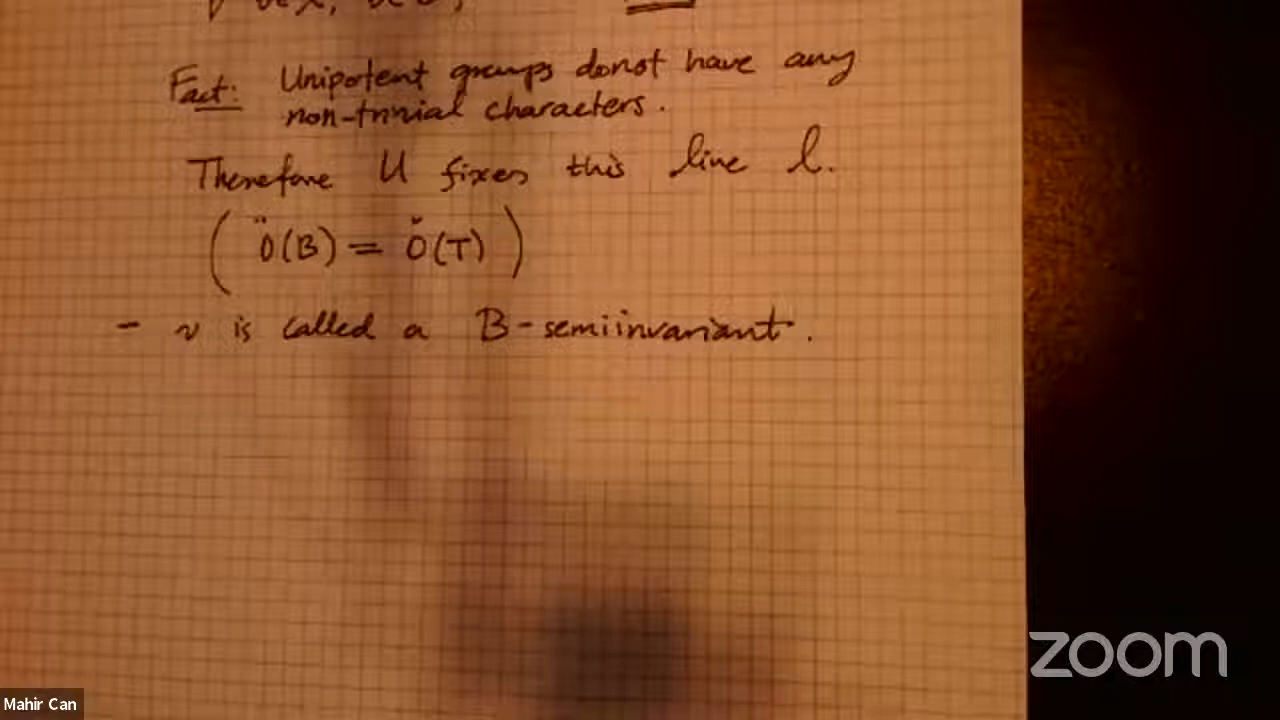 Fact: Unipotent groups donot have any
non-trivial characters.
Therefore U fixes this line l.
( Ö(B) = Ǒ(T) )
- v is called a B-semiinvariant.
zoom
Mahir Can